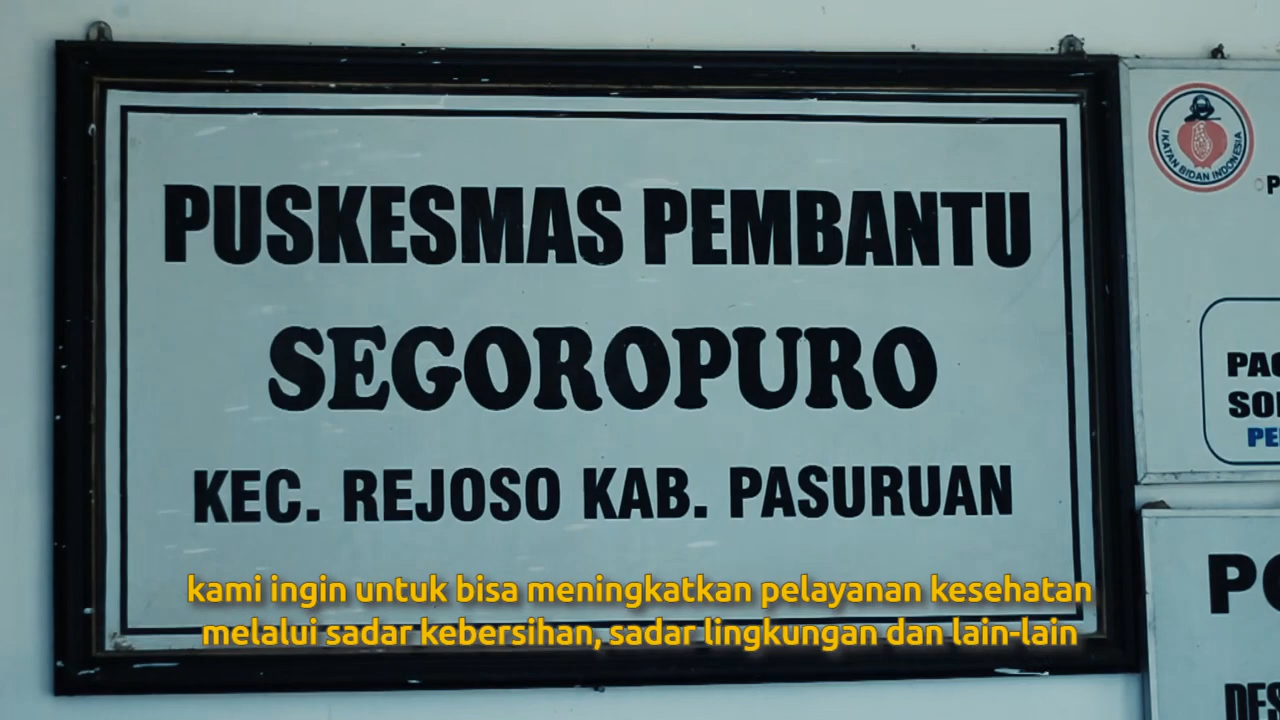 PUSKESMAS PEMBANTU
SEGOROPURO
KEC. REJOSO KAB. PASURUAN
kami ingin untuk bisa meningkatkan pelayanan kesehatan
melalui sadar kebersihan, sadar lingkungan dan lain-lain
IKATAN BIDAN INDONESIA